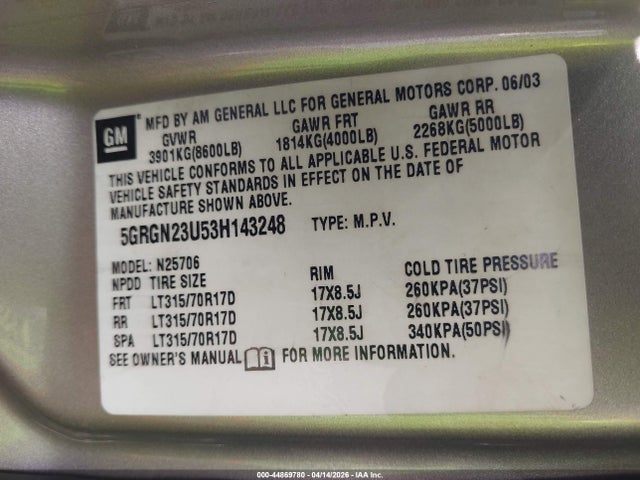 GM
MFD BY AM GENERAL LLC FOR GENERAL MOTORS CORP. 06/03
GVWR GAWR FRT GAWR RR
3901KG(8600LB) 1814KG(4000LB) 2268KG(5000LB)
THIS VEHICLE CONFORMS TO ALL APPLICABLE U.S. FEDERAL MOTOR
VEHICLE SAFETY STANDARDS IN EFFECT ON THE DATE OF
MANUFACTURE SHOWN ABOVE.
5GRGN23U53H143248 TYPE: M.P.V.
MODEL: N25706
NPDD TIRE SIZE RIM COLD TIRE PRESSURE
FRT LT315/70R17D 17X8.5J 260KPA(37PSI)
RR LT315/70R17D 17X8.5J 260KPA(37PSI)
SPA LT315/70R17D 17X8.5J 340KPA(50PSI)
SEE OWNER'S MANUAL FOR MORE INFORMATION.
000-44869780 - 04/14/2026 - IAA Inc.